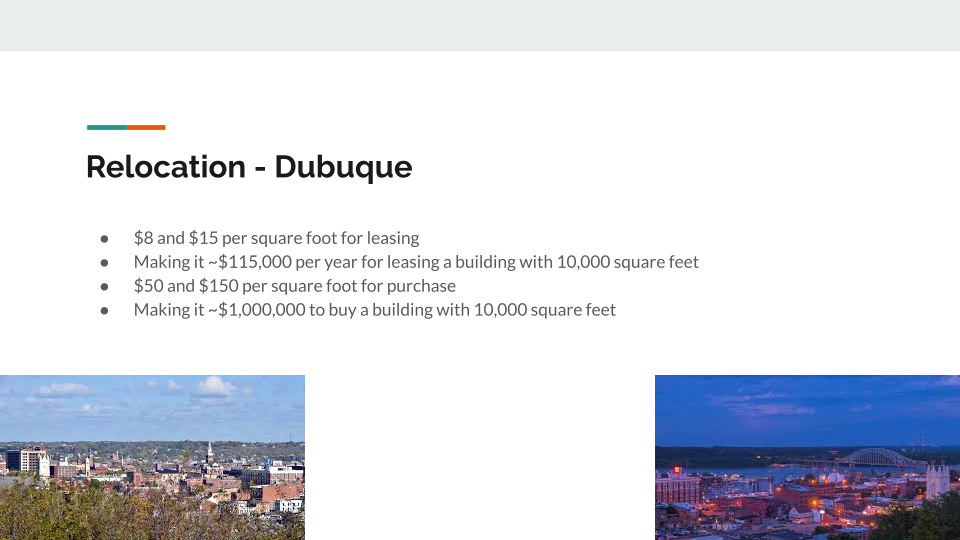 Relocation - Dubuque
● $8 and $15 per square foot for leasing
● Making it ~$115,000 per year for leasing a building with 10,000 square feet
● $50 and $150 per square foot for purchase
● Making it ~$1,000,000 to buy a building with 10,000 square feet